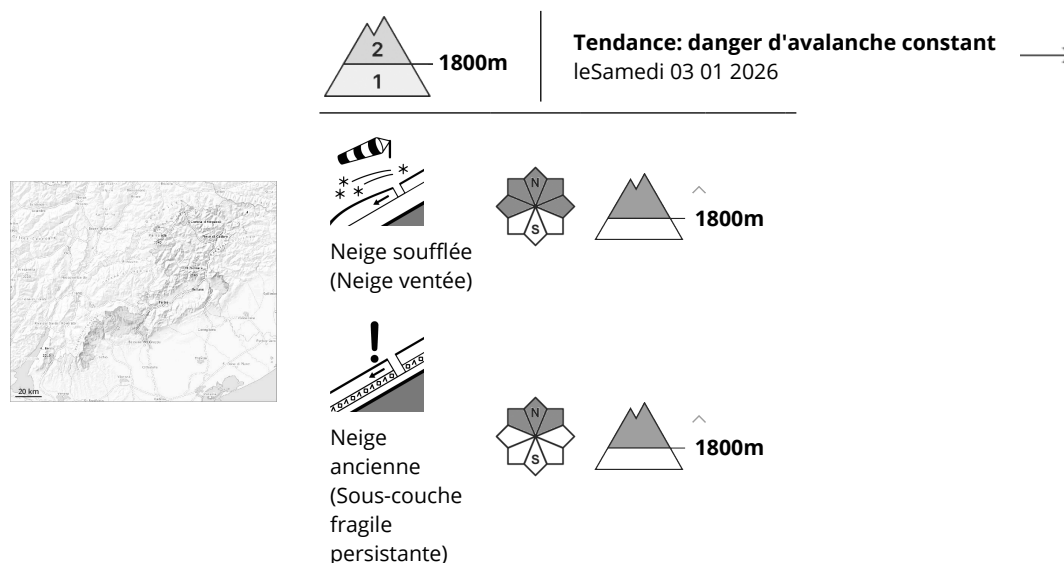 2
1800m
1
Tendance: danger d'avalanche constant
leSamedi 03 01 2026
N
S
1800m
Neige soufflée
(Neige ventée)
20 km
N
S
1800m
Neige
ancienne
(Sous-couche
fragile
persistante)